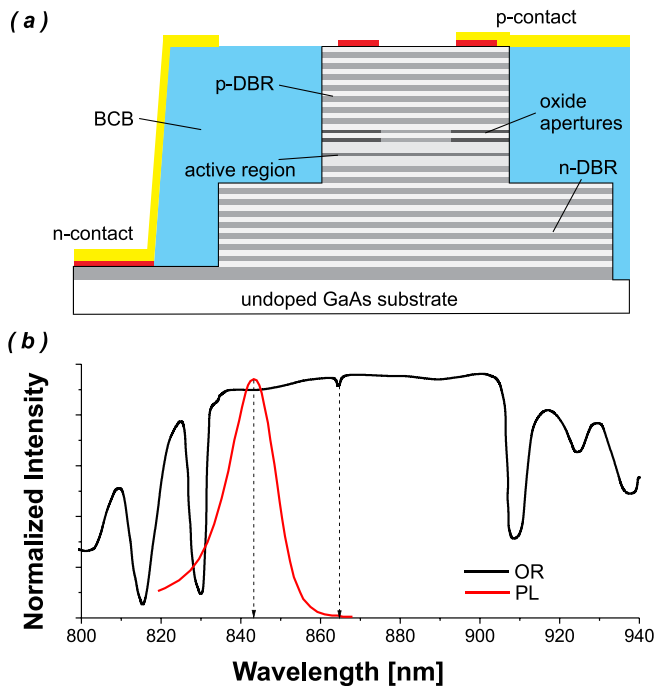 (a)
p-contact
p-DBR
BCB
oxide
apertures
active region
n-DBR
n-contact
undoped GaAs substrate
(b)
Normalized Intensity
OR
PL
800 820 840 860 880 900 920 940
Wavelength [nm]